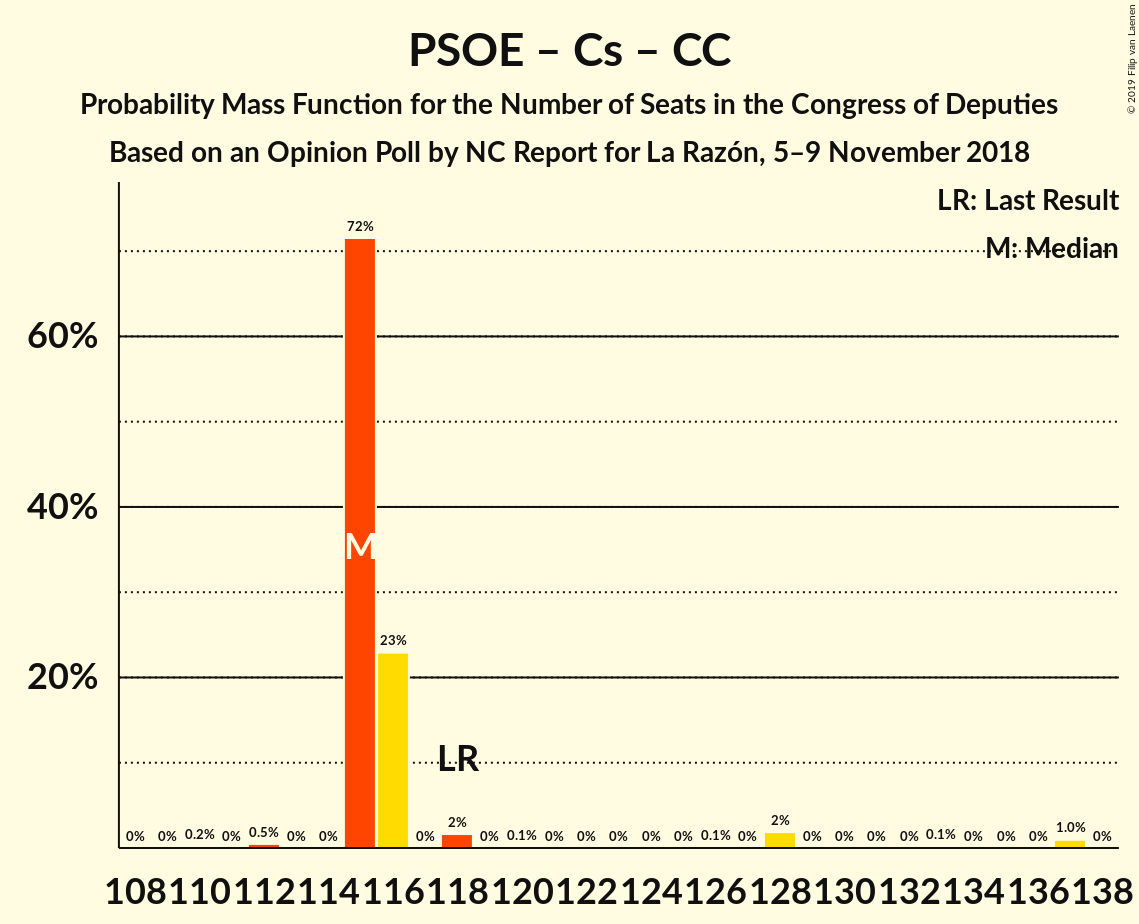 PSOE – Cs – CC
Probability Mass Function for the Number of Seats in the Congress of Deputies
Based on an Opinion Poll by NC Report for La Razón, 5–9 November 2018
© 2019 Filip van Laenen
LR: Last Result
M: Median
60%
40%
20%
0% 0% 0.2% 0% 0.5% 0% 0% 72% 23% 0% 2% 0% 0.1% 0% 0% 0% 0% 0% 0.1% 0% 2% 0% 0% 0% 0% 0.1% 0% 0% 0% 1.0% 0%
M
LR
108 110 112 114 116 118 120 122 124 126 128 130 132 134 136 138